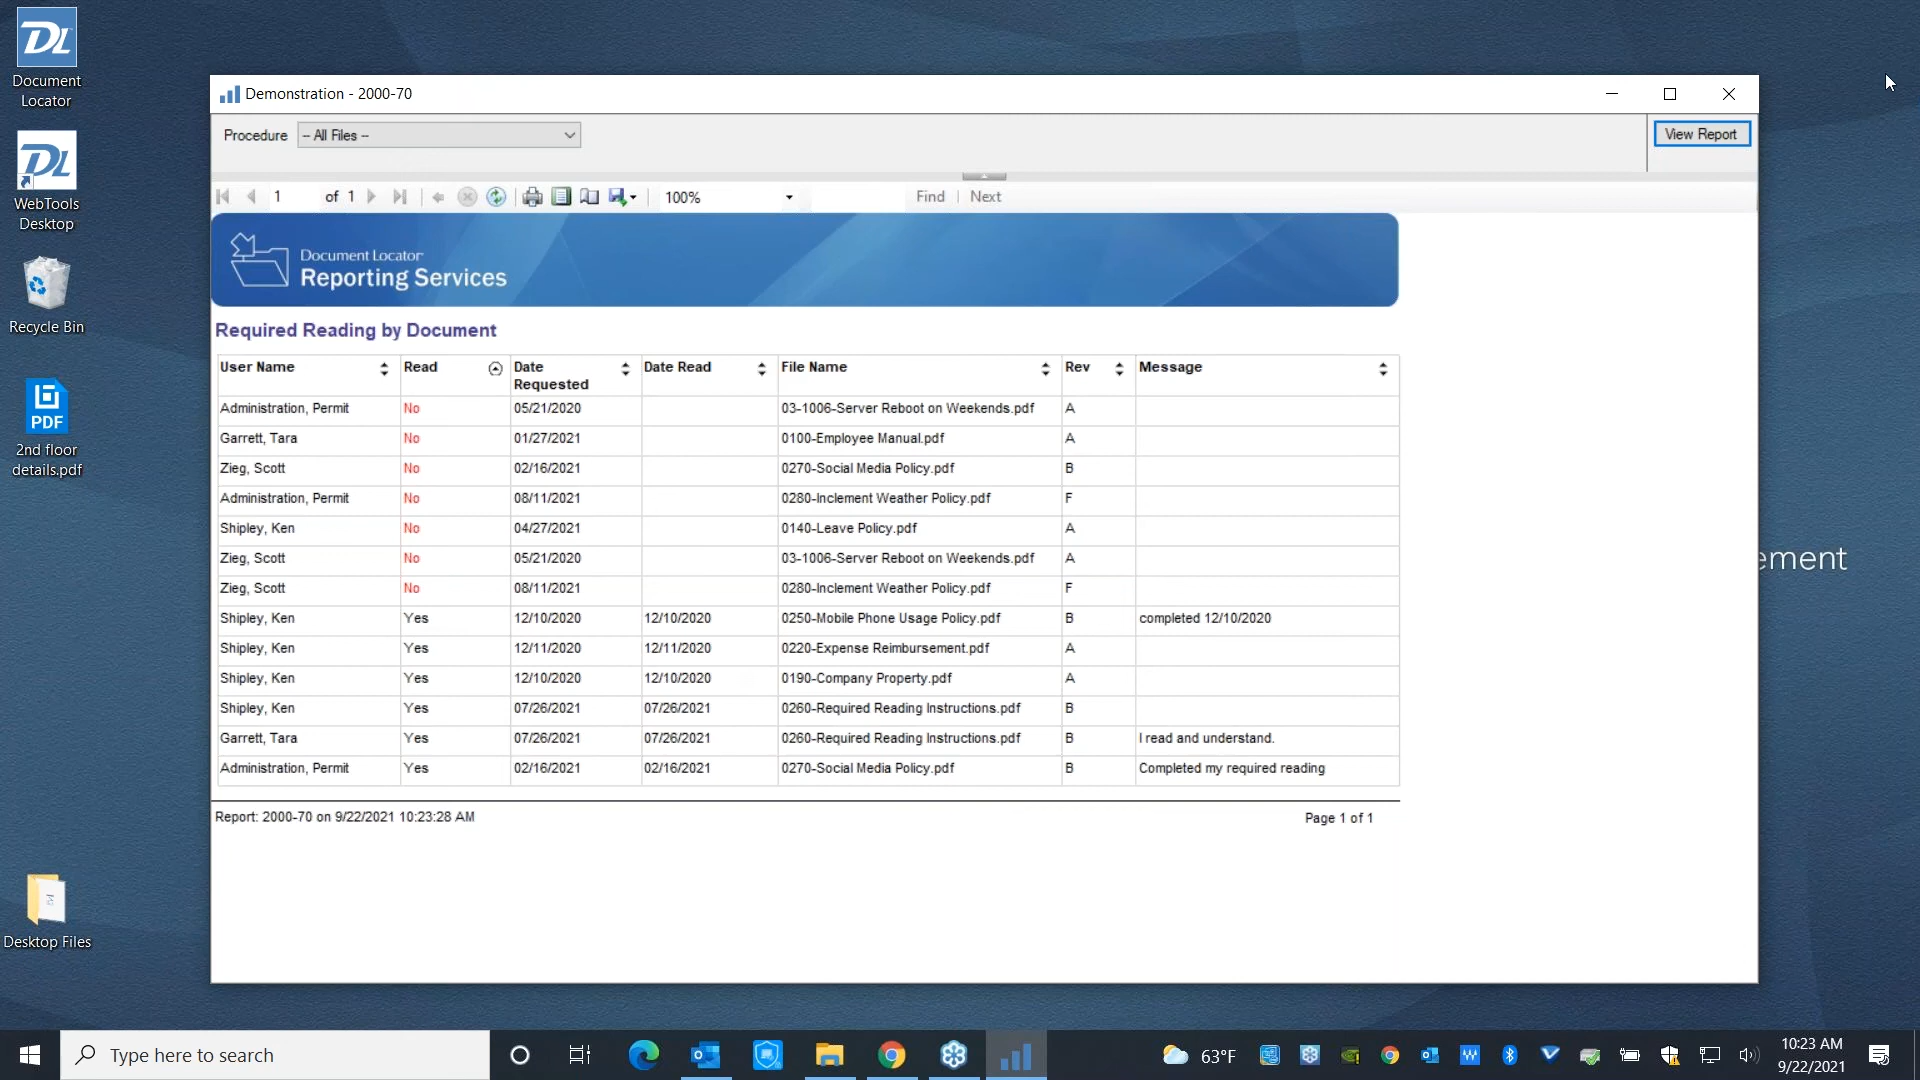 Document
Locator
WebTools
Desktop
Recycle Bin
PDF
2nd floor
details.pdf
Desktop Files
Demonstration - 2000-70
Procedure -- All Files -- View Report
1 of 1 100% Find Next
Document Locator
Reporting Services
Required Reading by Document
User Name Read Date Requested Date Read File Name Rev Message
Administration, Permit No 05/21/2020 03-1006-Server Reboot on Weekends.pdf A
Garrett, Tara No 01/27/2021 0100-Employee Manual.pdf A
Zieg, Scott No 02/16/2021 0270-Social Media Policy.pdf B
Administration, Permit No 08/11/2021 0280-Inclement Weather Policy.pdf F
Shipley, Ken No 04/27/2021 0140-Leave Policy.pdf A
Zieg, Scott No 05/21/2020 03-1006-Server Reboot on Weekends.pdf A
Zieg, Scott No 08/11/2021 0280-Inclement Weather Policy.pdf F
Shipley, Ken Yes 12/10/2020 12/10/2020 0250-Mobile Phone Usage Policy.pdf B completed 12/10/2020
Shipley, Ken Yes 12/11/2020 12/11/2020 0220-Expense Reimbursement.pdf A
Shipley, Ken Yes 12/10/2020 12/10/2020 0190-Company Property.pdf A
Shipley, Ken Yes 07/26/2021 07/26/2021 0260-Required Reading Instructions.pdf B
Garrett, Tara Yes 07/26/2021 07/26/2021 0260-Required Reading Instructions.pdf B I read and understand.
Administration, Permit Yes 02/16/2021 02/16/2021 0270-Social Media Policy.pdf B Completed my required reading
Report: 2000-70 on 9/22/2021 10:23:28 AM Page 1 of 1
ement
Type here to search 63°F 10:23 AM
9/22/2021